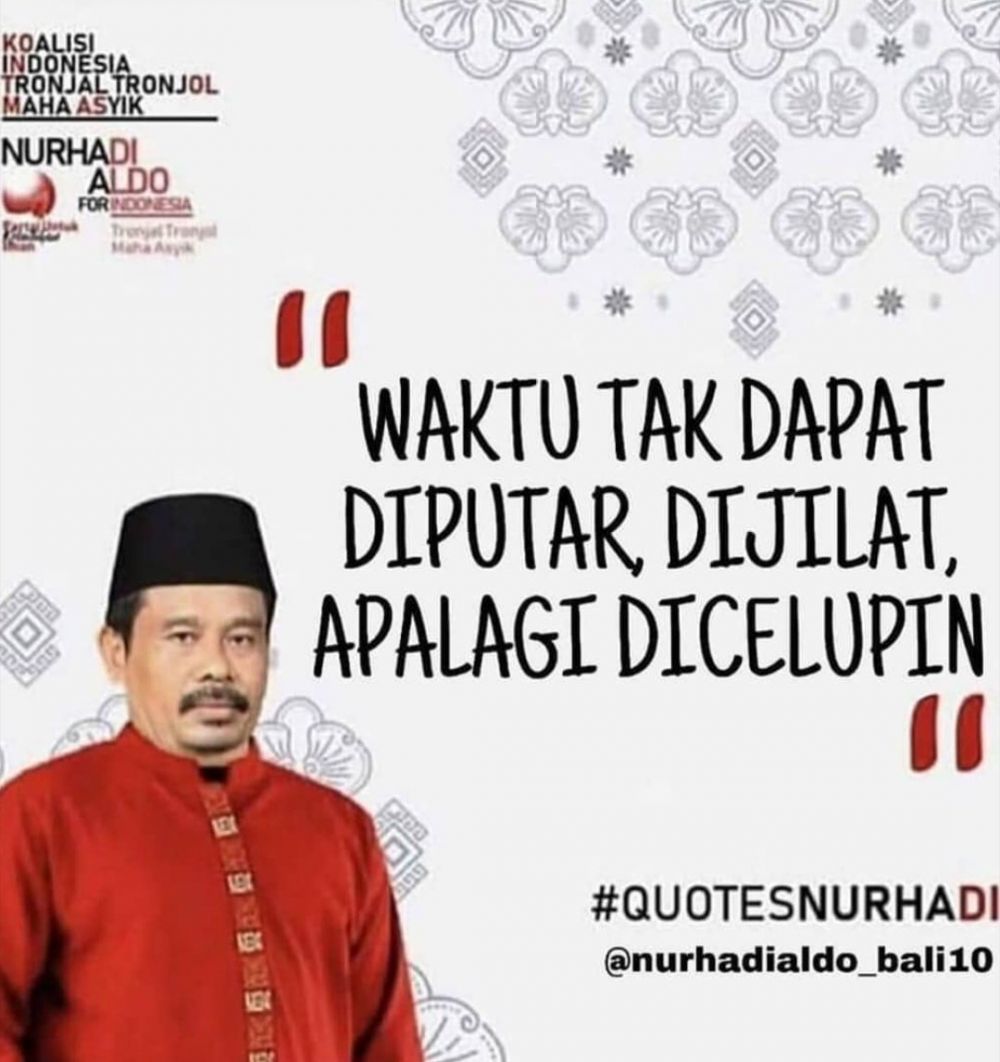 KOALISI
INDONESIA
TRONJAL TRONJOL
MAHA ASYIK
NURHADI
ALDO
FOR INDONESIA
Tronjal Tronjol
Maha Asyik
"
WAKTU TAK DAPAT
DIPUTAR, DIJILAT,
APALAGI DICELUPIN
"
#QUOTESNURHADI
@nurhadialdo_bali10